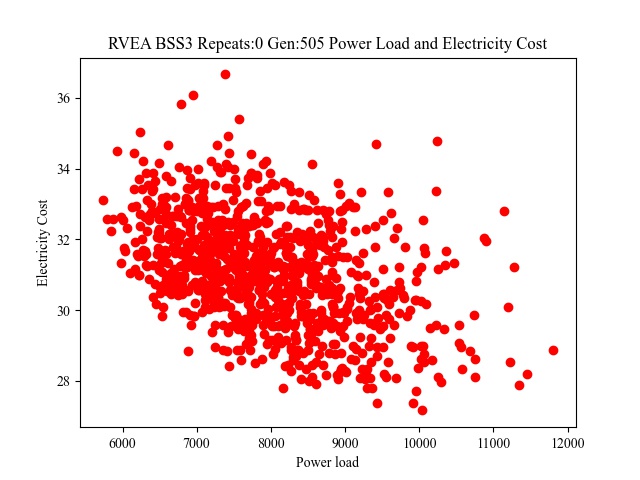 RVEA BSS3 Repeats:0 Gen:505 Power Load and Electricity Cost
36
34
32
30
28
Electricity Cost
6000 7000 8000 9000 10000 11000 12000
Power load